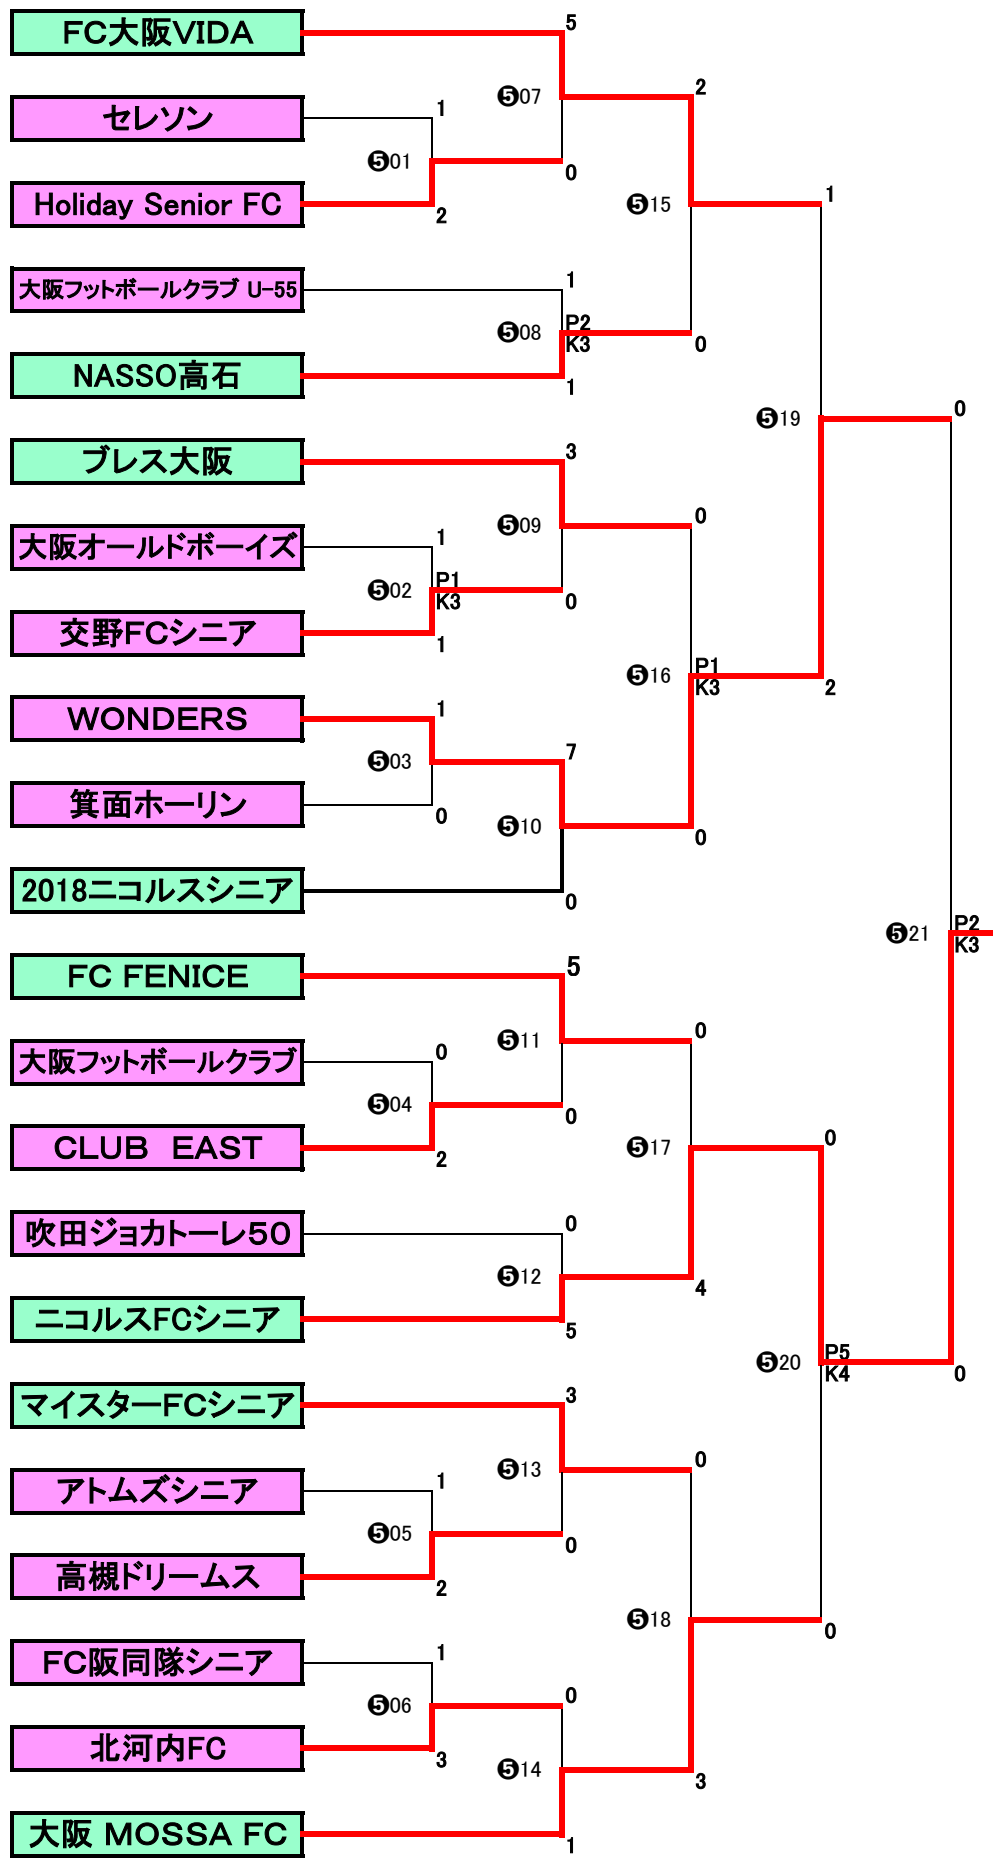 FC大阪VIDA
5
❺07
2
セレソン
1
❺01
0
Holiday Senior FC
2
❺15
1
大阪フットボールクラブ U-55
1
❺08
P2
K3
0
NASSO高石
1
❺19
0
ブレス大阪
3
❺09
0
大阪オールドボーイズ
1
❺02
P1
K3
0
交野FCシニア
1
❺16
P1
K3
2
WONDERS
1
❺03
7
箕面ホーリン
0
❺10
0
2018ニコルスシニア
0
❺21
P2
K3
FC FENICE
5
❺11
0
大阪フットボールクラブ
0
❺04
0
CLUB　EAST
2
❺17
0
吹田ジョカトーレ50
0
❺12
4
ニコルスFCシニア
5
❺20
P5
K4
0
マイスターFCシニア
3
❺13
0
アトムズシニア
1
❺05
0
高槻ドリームス
2
❺18
0
FC阪同隊シニア
1
❺06
0
北河内FC
3
❺14
3
大阪 MOSSA FC
1